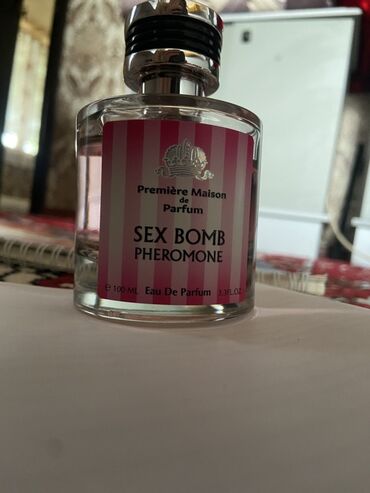 Première Maison
de
Parfum
SEX BOMB
PHEROMONE
e 100 ML Eau De Parfum 3.3FL.OZ